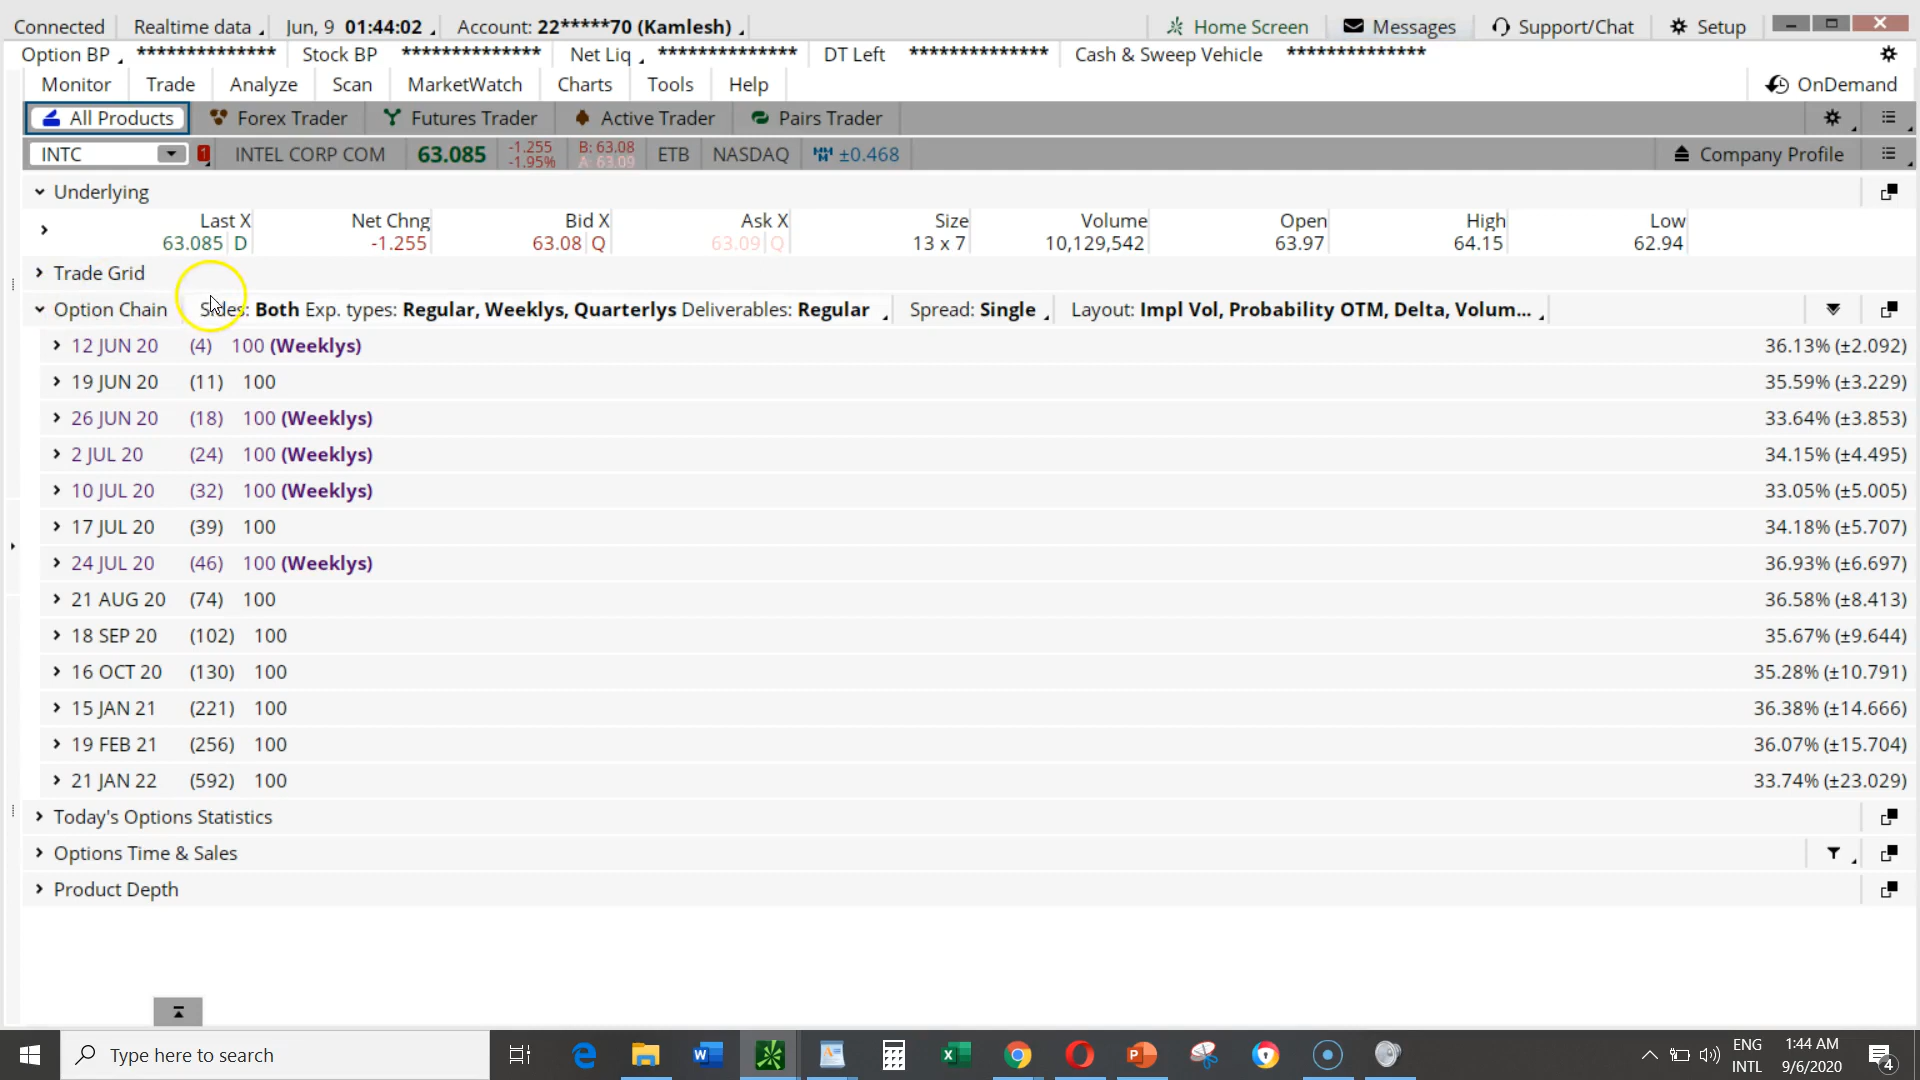 Connected Realtime data Jun, 9 01:44:02 Account: 22*****70 (Kamlesh) Home Screen Messages Support/Chat Setup
Option BP ************** Stock BP ************** Net Liq ************** DT Left ************** Cash & Sweep Vehicle **************
Monitor Trade Analyze Scan MarketWatch Charts Tools Help OnDemand
All Products Forex Trader Futures Trader Active Trader Pairs Trader
INTC 1 INTEL CORP COM 63.085 -1.255 -1.95% B: 63.08 A: 63.09 ETB NASDAQ ±0.468 Company Profile
Underlying
Last X Net Chng Bid X Ask X Size Volume Open High Low
63.085 D -1.255 63.08 Q 63.09 Q 13 x 7 10,129,542 63.97 64.15 62.94
Trade Grid
Option Chain Sides: Both Exp. types: Regular, Weeklys, Quarterlys Deliverables: Regular Spread: Single Layout: Impl Vol, Probability OTM, Delta, Volum...
12 JUN 20 (4) 100 (Weeklys) 36.13% (±2.092)
19 JUN 20 (11) 100 35.59% (±3.229)
26 JUN 20 (18) 100 (Weeklys) 33.64% (±3.853)
2 JUL 20 (24) 100 (Weeklys) 34.15% (±4.495)
10 JUL 20 (32) 100 (Weeklys) 33.05% (±5.005)
17 JUL 20 (39) 100 34.18% (±5.707)
24 JUL 20 (46) 100 (Weeklys) 36.93% (±6.697)
21 AUG 20 (74) 100 36.58% (±8.413)
18 SEP 20 (102) 100 35.67% (±9.644)
16 OCT 20 (130) 100 35.28% (±10.791)
15 JAN 21 (221) 100 36.38% (±14.666)
19 FEB 21 (256) 100 36.07% (±15.704)
21 JAN 22 (592) 100 33.74% (±23.029)
Today's Options Statistics
Options Time & Sales
Product Depth
Type here to search ENG INTL 1:44 AM 9/6/2020 4